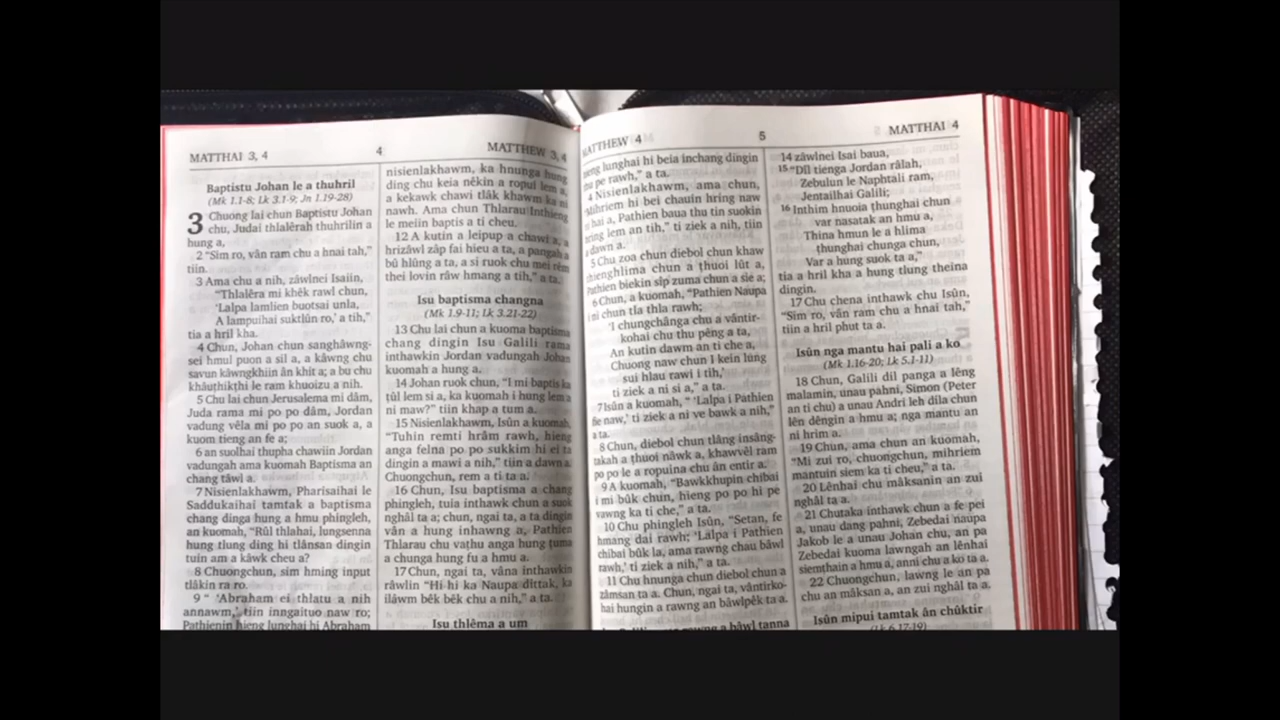 MATTHAI 3, 4
4
MATTHEW 3, 4
Baptistu Johan le a thuhril
(Mk 1.1-8; Lk 3.1-9; Jn 1.19-28)
3 Chuong lai chun Baptistu Johan
chu, Judai thlalêrah thuhrilin a
hung a,
2 “Sim ro, vân ram chu a hnai tah,”
tiin.
3 Ama chu a nih, zâwlnei Isaiin,
“Thlalêra mi khêk rawl chun,
‘Lalpa lamlien buotsai unla,
A lampuihai suktlûn ro,’ a tih,”
tia a hril kha.
4 Chun, Johan chun sanghâwng-
sei hmul puon a sil a, a kâwng chu
savun kâwngkhiin ân khit a; a bu chu
khâuṭhikṭhi le ram khuoizu a nih.
5 Chu lai chun Jerusalema mi dâm,
Juda rama mi po po dâm, Jordan
vadung vêla mi po po an suok a, a
kuom tieng an fe a;
6 an suolhai thupha chawiin Jordan
vadungah ama kuomah Baptisma an
chang tâwl a.
7 Nisienlakhawm, Pharisaihai le
Saddukaihai tamtak a baptisma
chang dinga hung a hmu phingleh,
an kuomah, “Rûl thlahai, lungsenna
hung tlung ding hi tlânsan dingin
tuin am a kâwk cheu a?
8 Chuongchun, sim hming input
tlâkin ra ro.
9 “ ‘Abraham ei thlatu a nih
annawm,’ tiin inngaituo naw ro;
Pathienin hieng lunghai hi Abraham
nisienlakhawm, ka hnunga hung
ding chu keia nêkin a ropui lem a,
a kekawk chawi tlâk khawm ka ni
nawh. Ama chun Thlarau Inthieng
le meiin baptis a ti cheu.
12 A kutin a leipup a chawi a, a
hrizâwl zâp fai hieu a ta, a pangah a
bû hlûng a ta, a si ruok chu mei rêm
thei lovin râw hmang a tih,” a ta.
Isu baptisma changna
(Mk 1.9-11; Lk 3.21-22)
13 Chu lai chun a kuoma baptisma
chang dingin Isu Galili rama
inthawkin Jordan vadungah Johan
kuomah a hung a.
14 Johan ruok chun, “I mi baptis ka
ṭûl lem si a, ka kuomah i hung lem a
ni maw?” tiin khap a tum a.
15 Nisienlakhawm, Isûn a kuomah,
“Tuhin remti hrâm rawh, hieng
anga felna po po sukkim hi ei ta
dingin a mawi a nih,” tiin a dawn a.
Chuongchun, rem a ti ta a.
16 Chun, Isu baptisma a chang
phingleh, tuia inthawk chun a suok
nghâl ta a; chun, ngai ta, a ta dingin
vân a hung inhawng a, Pathien
Thlarau chu vaṭhu anga hung ṭuma
a chunga hung fu a hmu a.
17 Chun, ngai ta, vâna inthawkin
râwlin “Hi hi ka Naupa dittak, ka
ilâwm bêk bêk chu a nih,” a ta.
Isu thlêma a um
MATTHEW 4
5
MATTHAI 4
lunghai hi beia inchang dingin
pe rawh,” a ta.
4 Nisienlakhawm, ama chun,
“‘Mihriem hi bei chauin hring naw
hai a, Pathien baua thu tin suokin
hring lem an tih,” ti ziek a nih, tiin
a dawn a.
5 Chu zoa chun diebol chun khaw
thienghlima chun a ṭhuoi lût a,
Pathien biekin sîp zuma chun a sie a;
6 Chun, a kuomah, “Pathien Naupa
i chun tla thla rawh;
‘I chungchânga chu a vântir-
kohai chu thu pêng a ta,
An kutin dawm an ti che a,
Chuong naw chun I kein lung
sui hlau rawi i tih,’
ti ziek a ni si a,” a ta.
7 Isûn a kuomah, “ ‘Lalpa i Pathien
fie naw,’ ti ziek a ni ve bawk a nih,”
a ta.
8 Chun, diebol chun tlâng insâng-
takah a ṭhuoi nâwk a, khawvêl ram
po po le a ropuina chu ân entir a.
9 A kuomah, “Bawkkhupin chibai
i mi bûk chun, hieng po po hi pe
vawng ka ti che,” a ta.
10 Chu phingleh Isûn, “Setan, fe
hmang dai rawh; ‘Lalpa i Pathien
chibai bûk la, ama rawng chau bâwl
rawh,’ ti ziek a nih,” a ta.
11 Chu hnunga chun diebol chun a
zâmsan ta a. Chun, ngai ta, vântirko-
hai hungin a rawng an bâwlpêk ta a.
14 zâwlnei Isai baua,
15 “Dîl tienga Jordan râlah,
Zebulun le Naphtali ram,
Jentailhai Galili;
16 Inthim hnuoia ṭhunghai chun
var nasatak an hmu a,
Thina hmun le a hlima
ṭhunghai chunga chun,
Var a hung suok ta a,”
tia a hril kha a hung tlung theina
dingin.
17 Chu chena inthawk chu Isûn,
“Sim ro, vân ram chu a hnai tah,”
tiin a hril phut ta a.
Isûn nga mantu hai pali a ko
(Mk 1.16-20; Lk 5.1-11)
18 Chun, Galili dil panga a lêng
malamin, unau pahni, Simon (Peter
an ti chu) a unau Andri leh dila chun
lên dêngin a hmu a; nga mantu an
ni hrim a.
19 Chun, ama chun an kuomah,
“Mi zui ro, chuongchun, mihriem
mantuin siem ka ti cheu,” a ta.
20 Lênhai chu mâksanin an zui
nghâl ta a.
21 Chutaka inthawk chun a fe pei
a, unau dang pahni, Zebedai naupa
Jakob le a unau Johan chu, an pa
Zebedai kuoma lawngah an lênhai
siemthain a hmu a, anni chu a ko ta a.
22 Chuongchun, lawng le an pa
chu an mâksan a, an zui nghâl ta a.
Isûn mipui tamtak ân chûktir
(Lk 6.17-19)